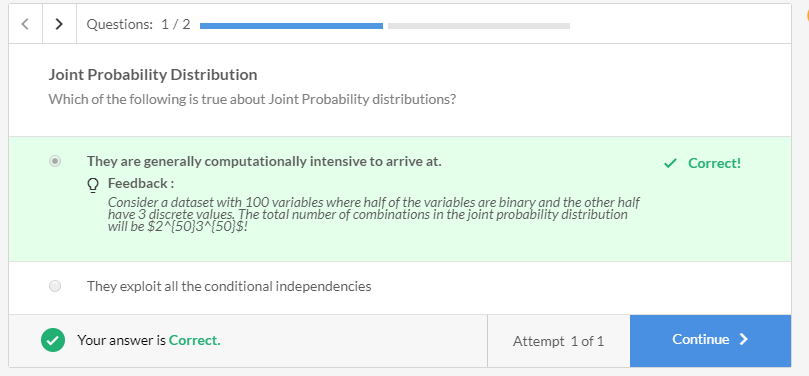 Questions: 1 / 2
Joint Probability Distribution
Which of the following is true about Joint Probability distributions?
They are generally computationally intensive to arrive at.
Correct!
Feedback :
Consider a dataset with 100 variables where half of the variables are binary and the other half
have 3 discrete values. The total number of combinations in the joint probability distribution
will be $2^{50}3^{50}$!
They exploit all the conditional independencies
Your answer is Correct.
Attempt 1 of 1
Continue